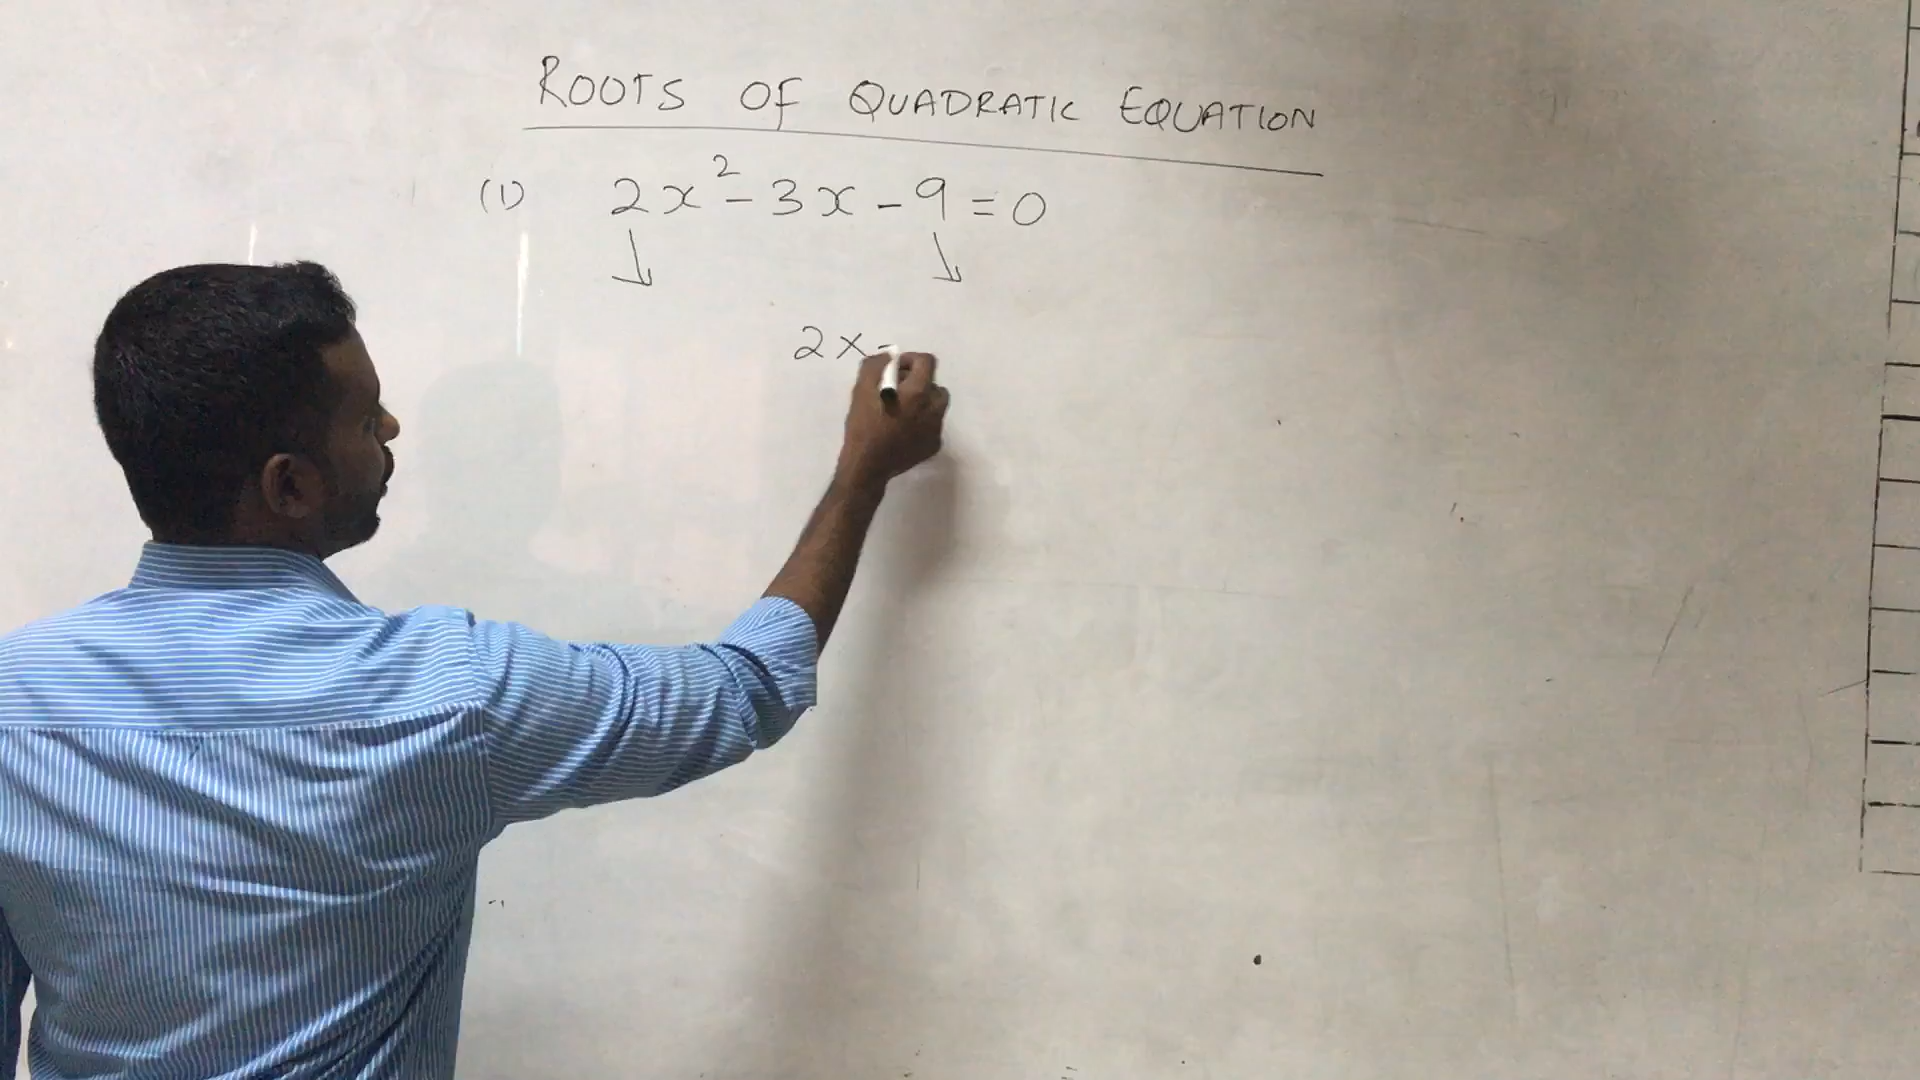 ROOTS OF QUADRATIC EQUATION
(1) 2x²-3x-9=0
2x-